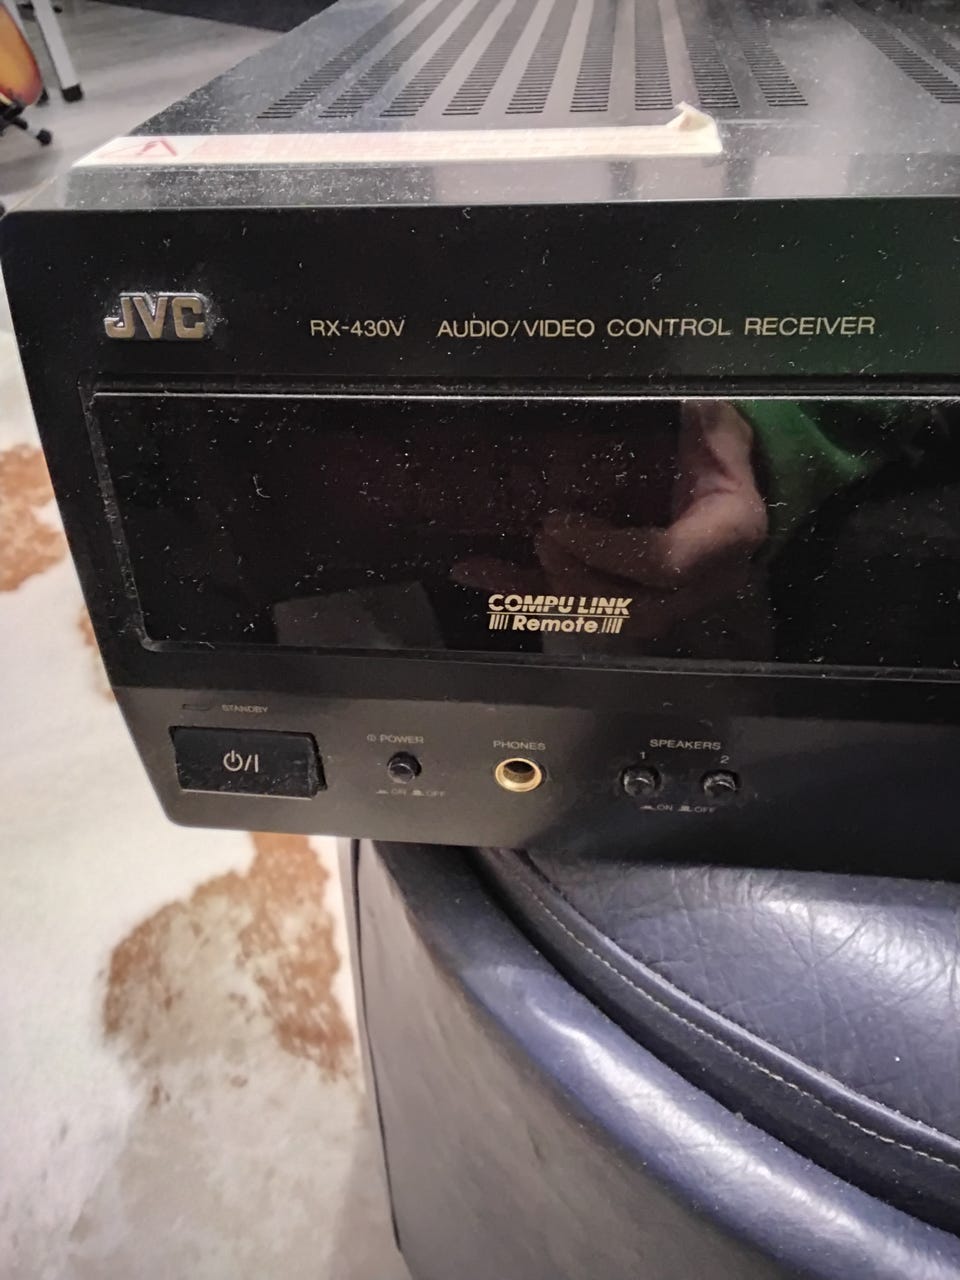 JVC
RX-430V AUDIO/VIDEO CONTROL RECEIVER
COMPU LINK
Remote
STANDBY
⏻/I
POWER
ON OFF
PHONES
SPEAKERS
1 2
ON OFF